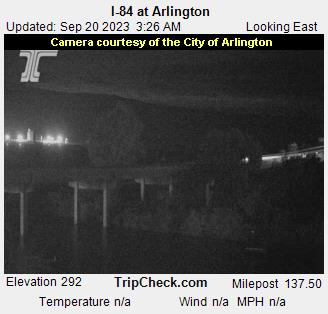 I-84 at Arlington
Updated: Sep 20 2023 3:26 AM Looking East
Camera courtesy of the City of Arlington
Elevation 292 TripCheck.com Milepost 137.50
Temperature n/a Wind n/a MPH n/a